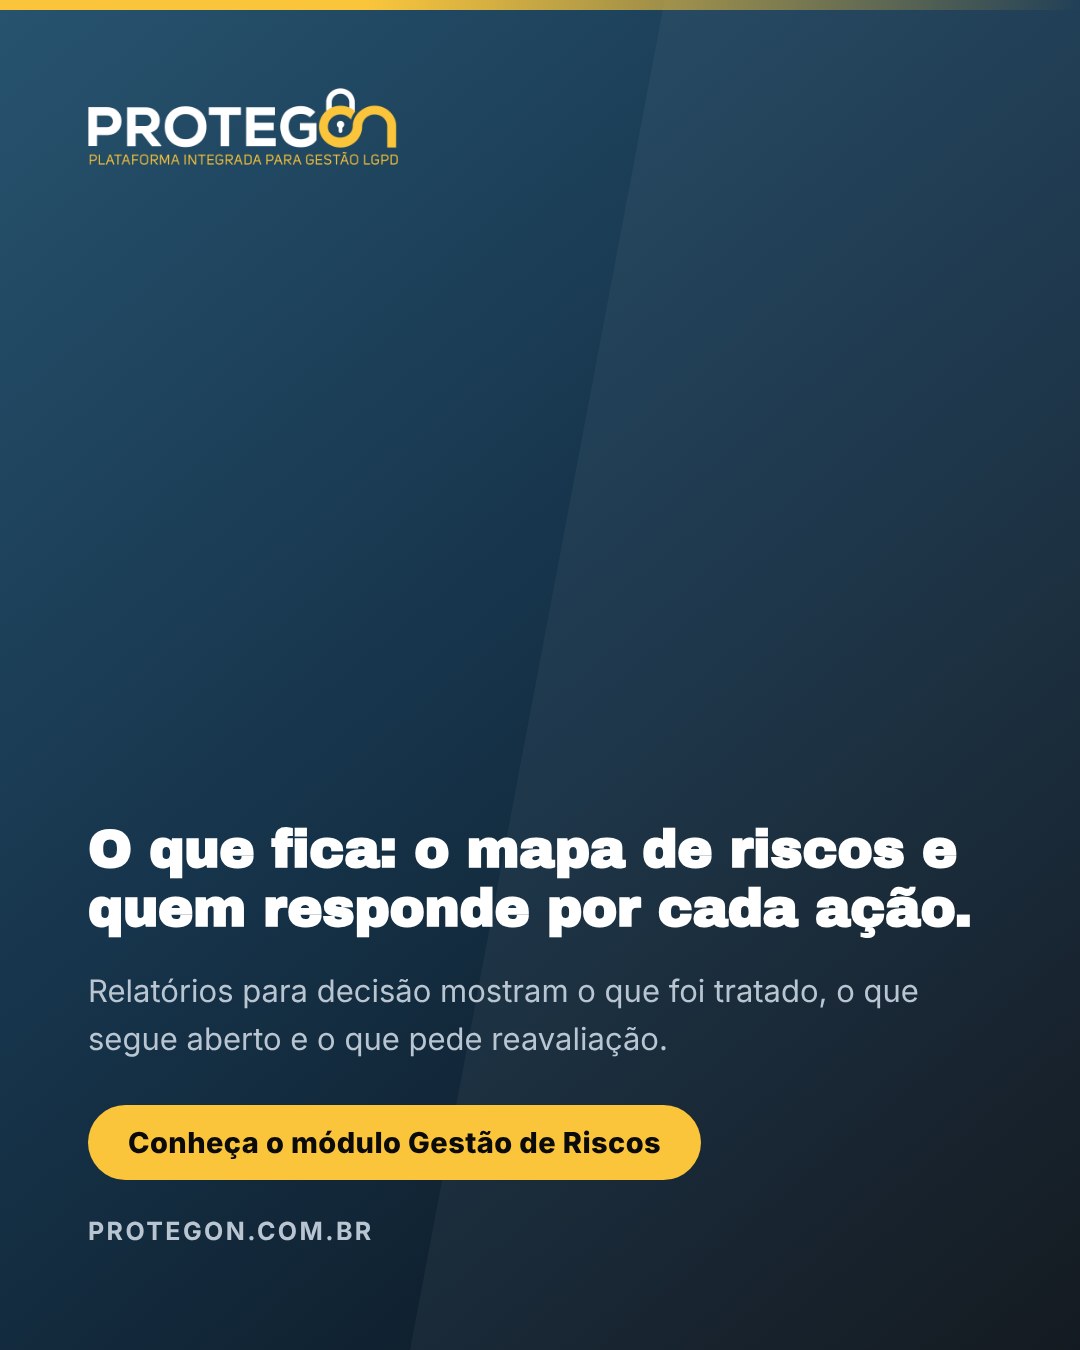 PROTEGON
PLATAFORMA INTEGRADA PARA GESTÃO LGPD
O que fica: o mapa de riscos e
quem responde por cada ação.
Relatórios para decisão mostram o que foi tratado, o que
segue aberto e o que pede reavaliação.
Conheça o módulo Gestão de Riscos
PROTEGON.COM.BR